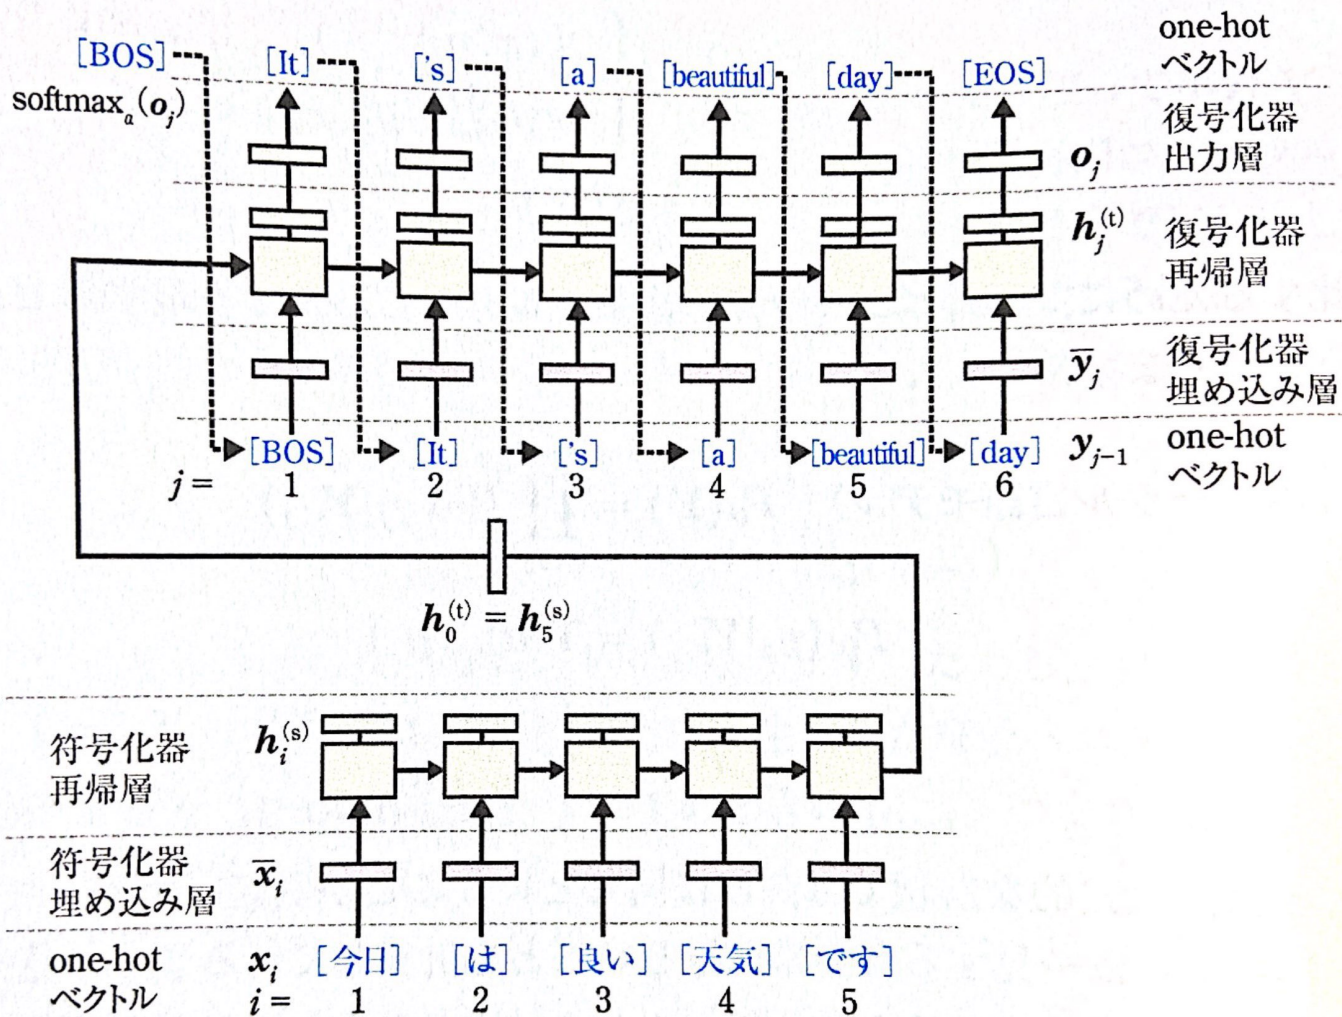 one-hot
ベクトル
[BOS] [It] ['s] [a] [beautiful] [day] [EOS]
softmax_a(o_j)
復号化器
出力層
o_j
h_j^(t)
復号化器
再帰層
ȳ_j
復号化器
埋め込み層
[BOS] [It] ['s] [a] [beautiful] [day] y_{j−1}
one-hot
ベクトル
j = 1 2 3 4 5 6
h_0^(t) = h_5^(s)
符号化器
再帰層
h_i^(s)
符号化器
埋め込み層
x̄_i
one-hot
ベクトル
x_i [今日] [は] [良い] [天気] [です]
i = 1 2 3 4 5